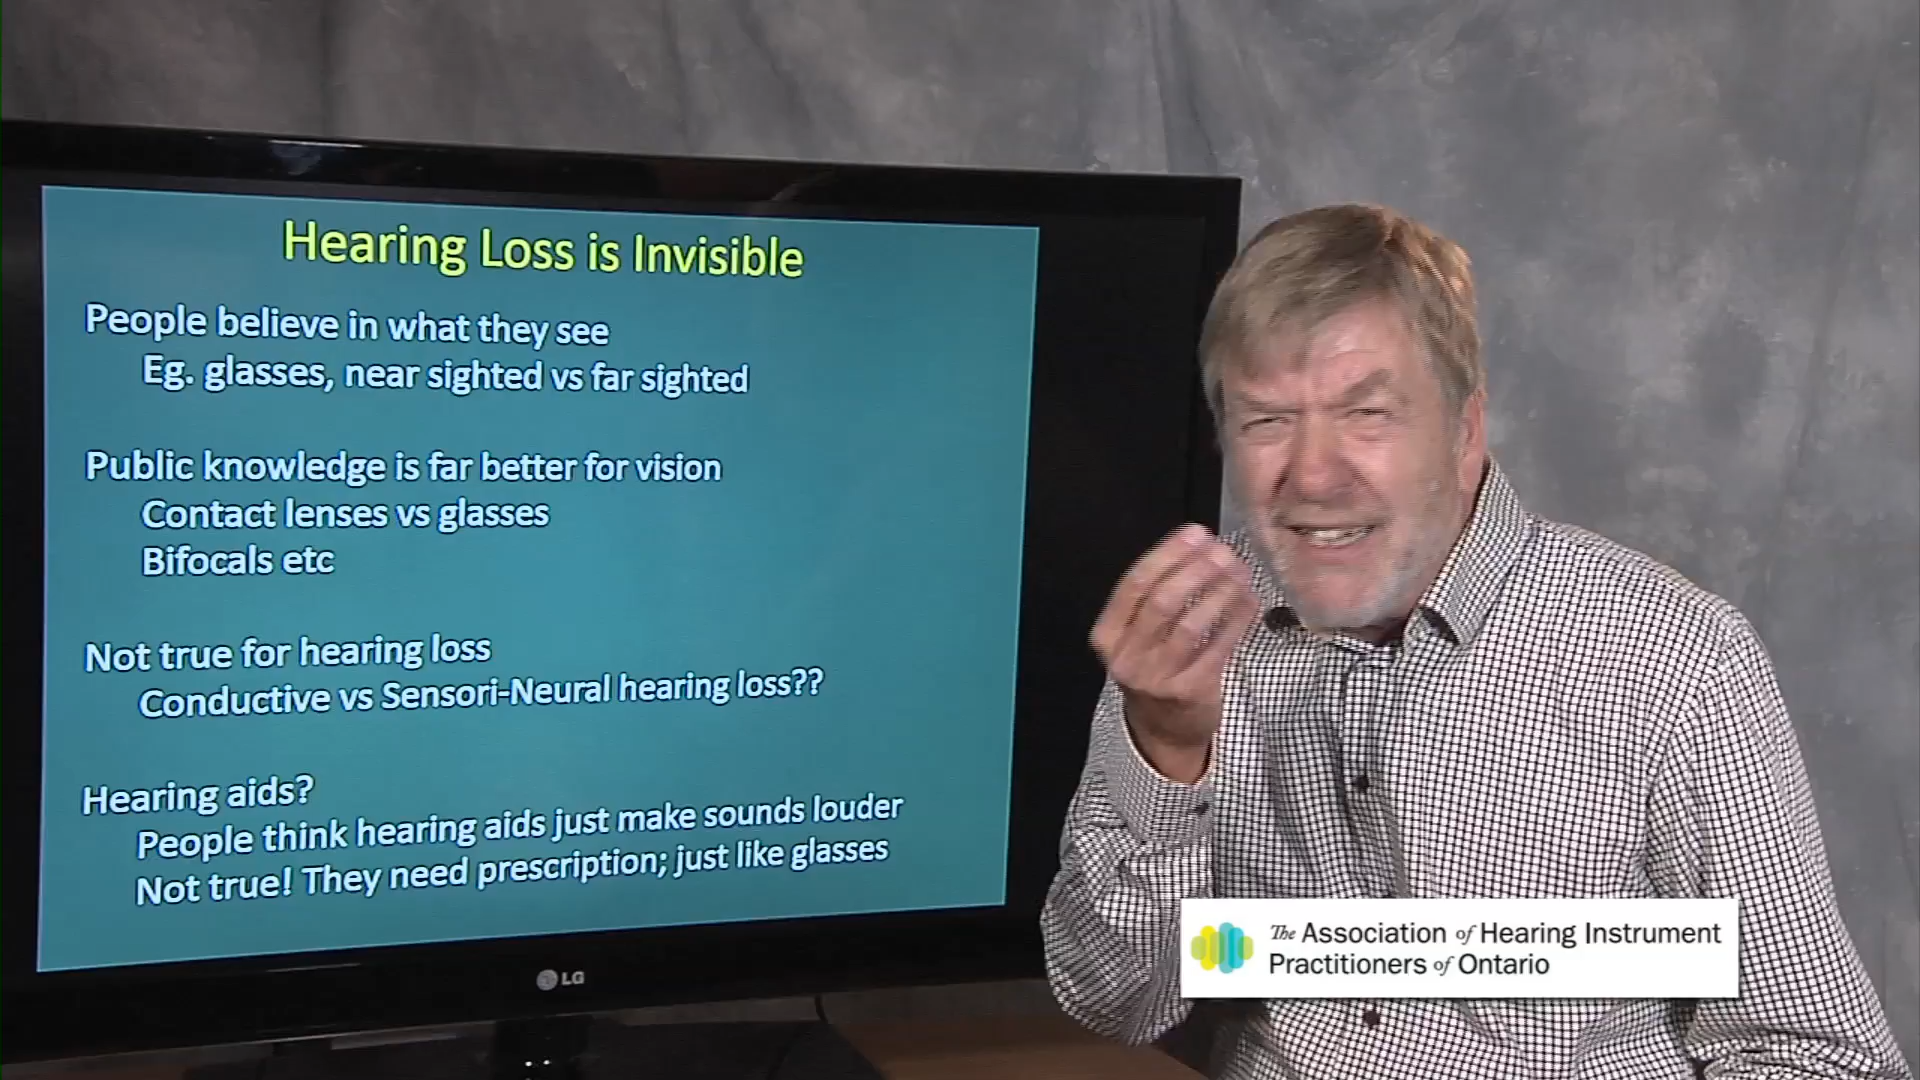 Hearing Loss is Invisible
People believe in what they see
Eg. glasses, near sighted vs far sighted
Public knowledge is far better for vision
Contact lenses vs glasses
Bifocals etc
Not true for hearing loss
Conductive vs Sensori-Neural hearing loss??
Hearing aids?
People think hearing aids just make sounds louder
Not true! They need prescription; just like glasses
LG
The Association of Hearing Instrument
Practitioners of Ontario